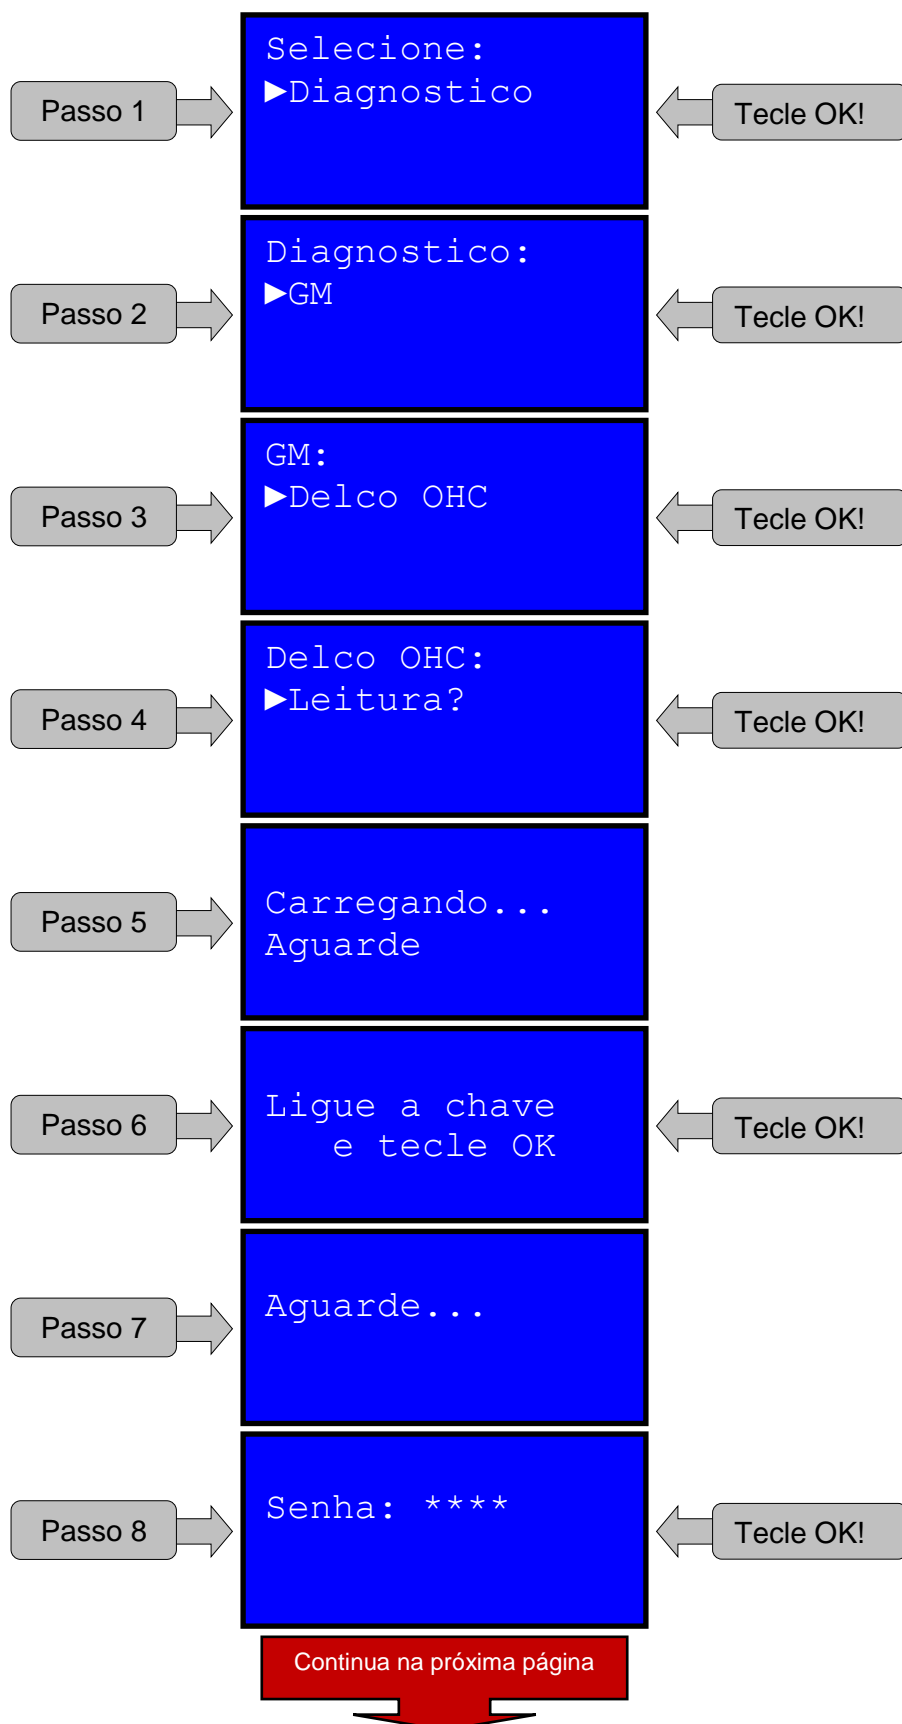 Selecione:
Passo 1
►Diagnostico
Tecle OK!
Diagnostico:
Passo 2
►GM
Tecle OK!
GM:
Passo 3
►Delco OHC
Tecle OK!
Delco OHC:
Passo 4
►Leitura?
Tecle OK!
Passo 5
Carregando...
Aguarde
Passo 6
Ligue a chave
e tecle OK
Tecle OK!
Passo 7
Aguarde...
Passo 8
Senha: ****
Tecle OK!
Continua na próxima página